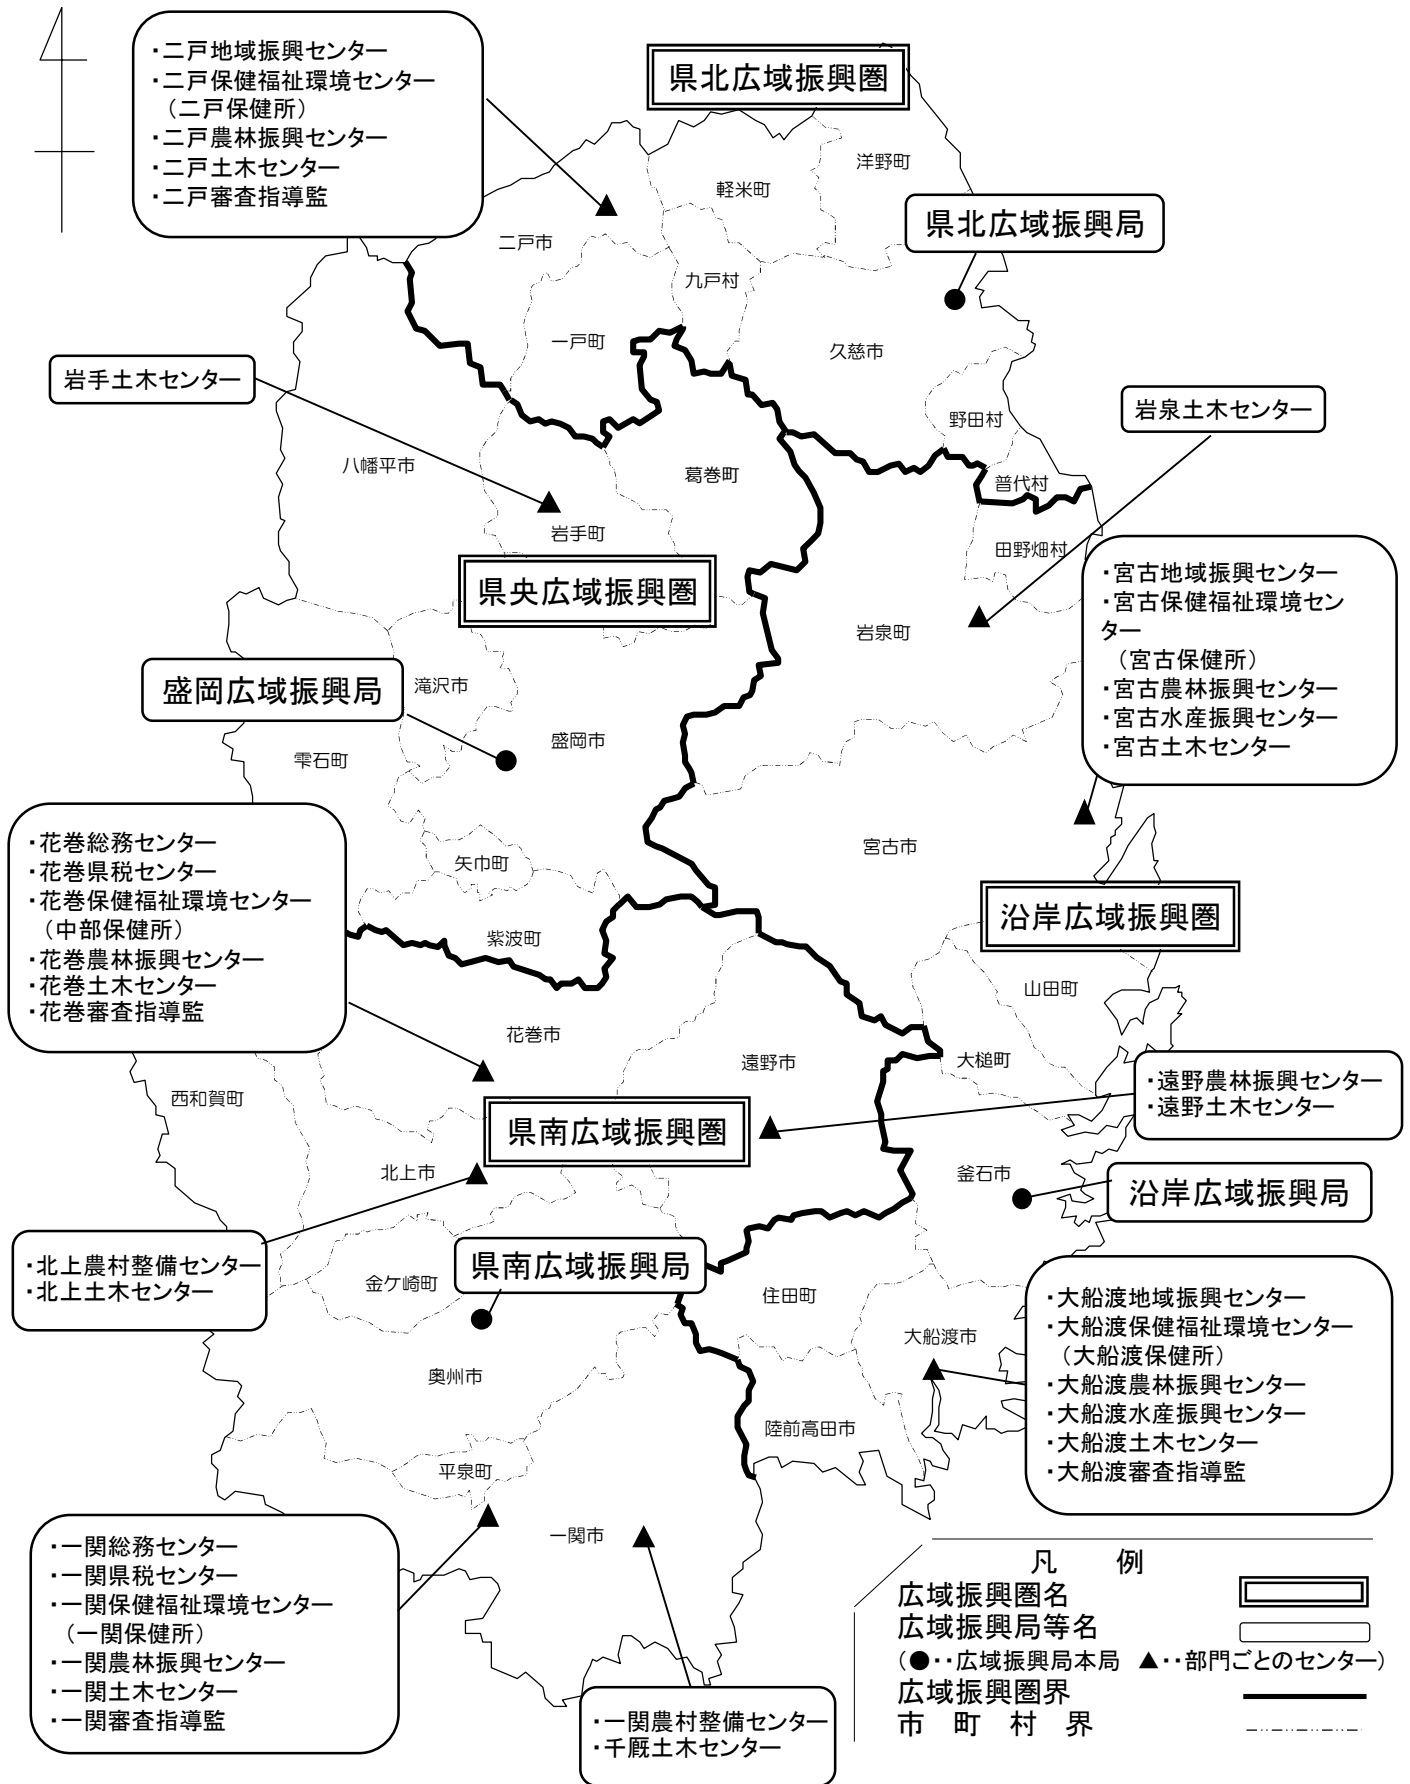 ・二戸地域振興センター
・二戸保健福祉環境センター
（二戸保健所）
・二戸農林振興センター
・二戸土木センター
・二戸審査指導監
県北広域振興圏
洋野町
軽米町
県北広域振興局
二戸市
九戸村
一戸町
久慈市
岩手土木センター
岩泉土木センター
野田村
八幡平市
葛巻町
普代村
岩手町
田野畑村
県央広域振興圏
・宮古地域振興センター
・宮古保健福祉環境セン
ター
（宮古保健所）
・宮古農林振興センター
・宮古水産振興センター
・宮古土木センター
岩泉町
盛岡広域振興局
滝沢市
盛岡市
雫石町
・花巻総務センター
・花巻県税センター
・花巻保健福祉環境センター
（中部保健所）
・花巻農林振興センター
・花巻土木センター
・花巻審査指導監
矢巾町
宮古市
沿岸広域振興圏
紫波町
山田町
花巻市
遠野市
大槌町
・遠野農林振興センター
・遠野土木センター
西和賀町
県南広域振興圏
北上市
釜石市
沿岸広域振興局
・北上農村整備センター
・北上土木センター
県南広域振興局
金ケ崎町
住田町
・大船渡地域振興センター
・大船渡保健福祉環境センター
（大船渡保健所）
・大船渡農林振興センター
・大船渡水産振興センター
・大船渡土木センター
・大船渡審査指導監
大船渡市
奥州市
陸前高田市
平泉町
一関市
・一関総務センター
・一関県税センター
・一関保健福祉環境センター
（一関保健所）
・一関農林振興センター
・一関土木センター
・一関審査指導監
・一関農村整備センター
・千厩土木センター
凡　例
広域振興圏名
広域振興局等名
（●・・広域振興局本局　▲・・部門ごとのセンター）
広域振興圏界
市　町　村　界